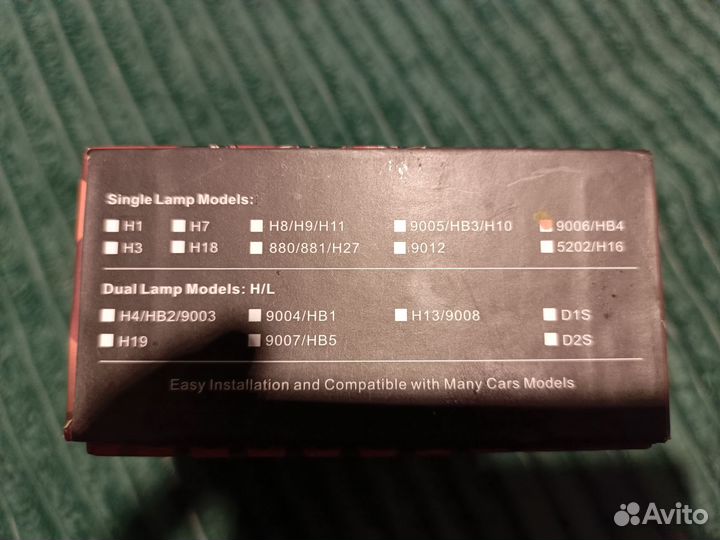 Single Lamp Models:
H1 H7 H8/H9/H11 9005/HB3/H10 9006/HB4
H3 H18 880/881/H27 9012 5202/H16
Dual Lamp Models: H/L
H4/HB2/9003 9004/HB1 H13/9008 D1S
H19 9007/HB5 D2S
Easy Installation and Compatible with Many Cars Models
Avito